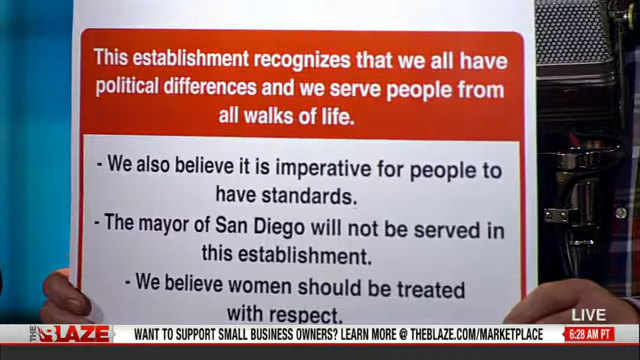 This establishment recognizes that we all have
political differences and we serve people from
all walks of life.
- We also believe it is imperative for people to
have standards.
- The mayor of San Diego will not be served in
this establishment.
- We believe women should be treated
with respect.
LIVE
THE BLAZE WANT TO SUPPORT SMALL BUSINESS OWNERS? LEARN MORE @ THEBLAZE.COM/MARKETPLACE 6:28 AM PT